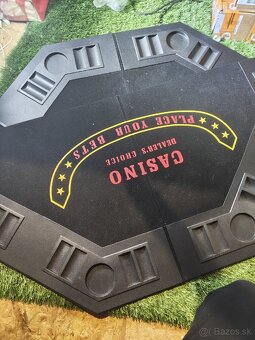 CASINO
DEALER'S CHOICE
PLACE YOUR BETS
© Bazos.sk